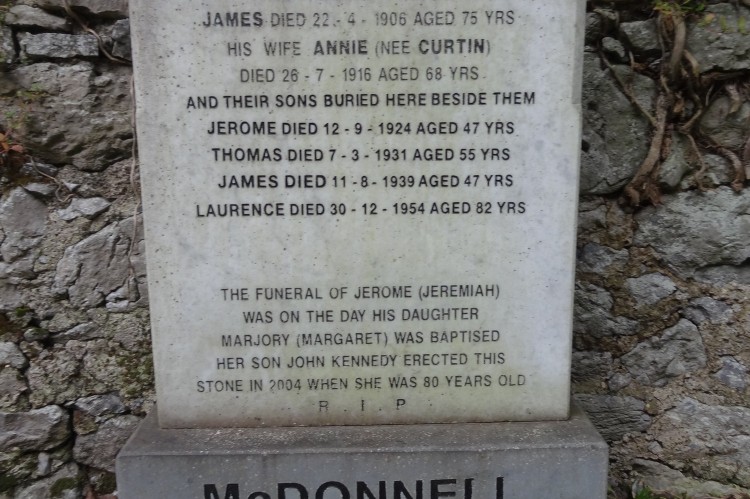 JAMES DIED 22 - 4 - 1906 AGED 75 YRS
HIS WIFE ANNIE (NEE CURTIN)
DIED 26 - 7 - 1916 AGED 68 YRS
AND THEIR SONS BURIED HERE BESIDE THEM
JEROME DIED 12 - 9 - 1924 AGED 47 YRS
THOMAS DIED 7 - 3 - 1931 AGED 55 YRS
JAMES DIED 11 - 8 - 1939 AGED 47 YRS
LAURENCE DIED 30 - 12 - 1954 AGED 82 YRS
THE FUNERAL OF JEROME (JEREMIAH)
WAS ON THE DAY HIS DAUGHTER
MARJORY (MARGARET) WAS BAPTISED
HER SON JOHN KENNEDY ERECTED THIS
STONE IN 2004 WHEN SHE WAS 80 YEARS OLD
R . I . P
McDONNELL